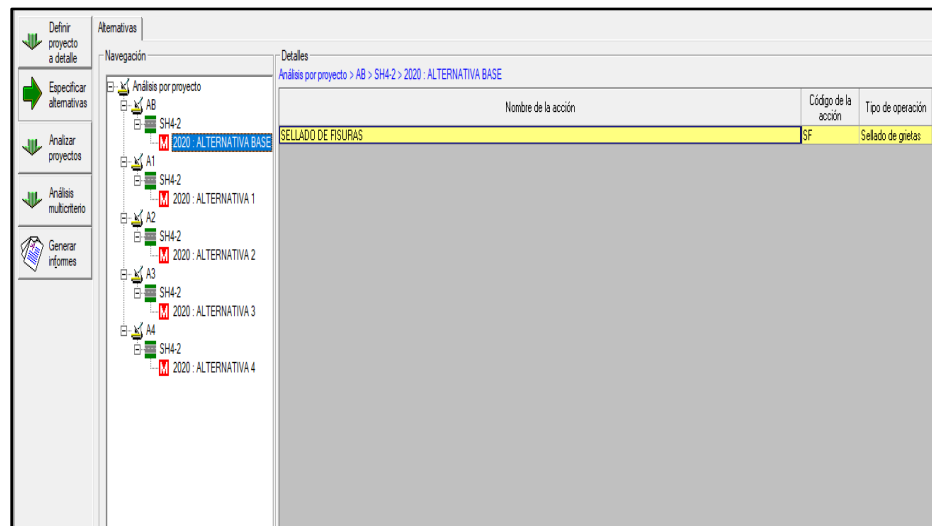 Definir
proyecto
a detalle
Especificar
alternativas
Analizar
proyectos
Análisis
multicriterio
Generar
informes
Alternativas
Navegación
Análisis por proyecto
AB
SH4-2
M 2020 : ALTERNATIVA BASE
A1
SH4-2
M 2020 : ALTERNATIVA 1
A2
SH4-2
M 2020 : ALTERNATIVA 2
A3
SH4-2
M 2020 : ALTERNATIVA 3
A4
SH4-2
M 2020 : ALTERNATIVA 4
Detalles
Análisis por proyecto > AB > SH4-2 > 2020 : ALTERNATIVA BASE
Nombre de la acción
Código de la
acción
Tipo de operación
SELLADO DE FISURAS
SF
Sellado de grietas